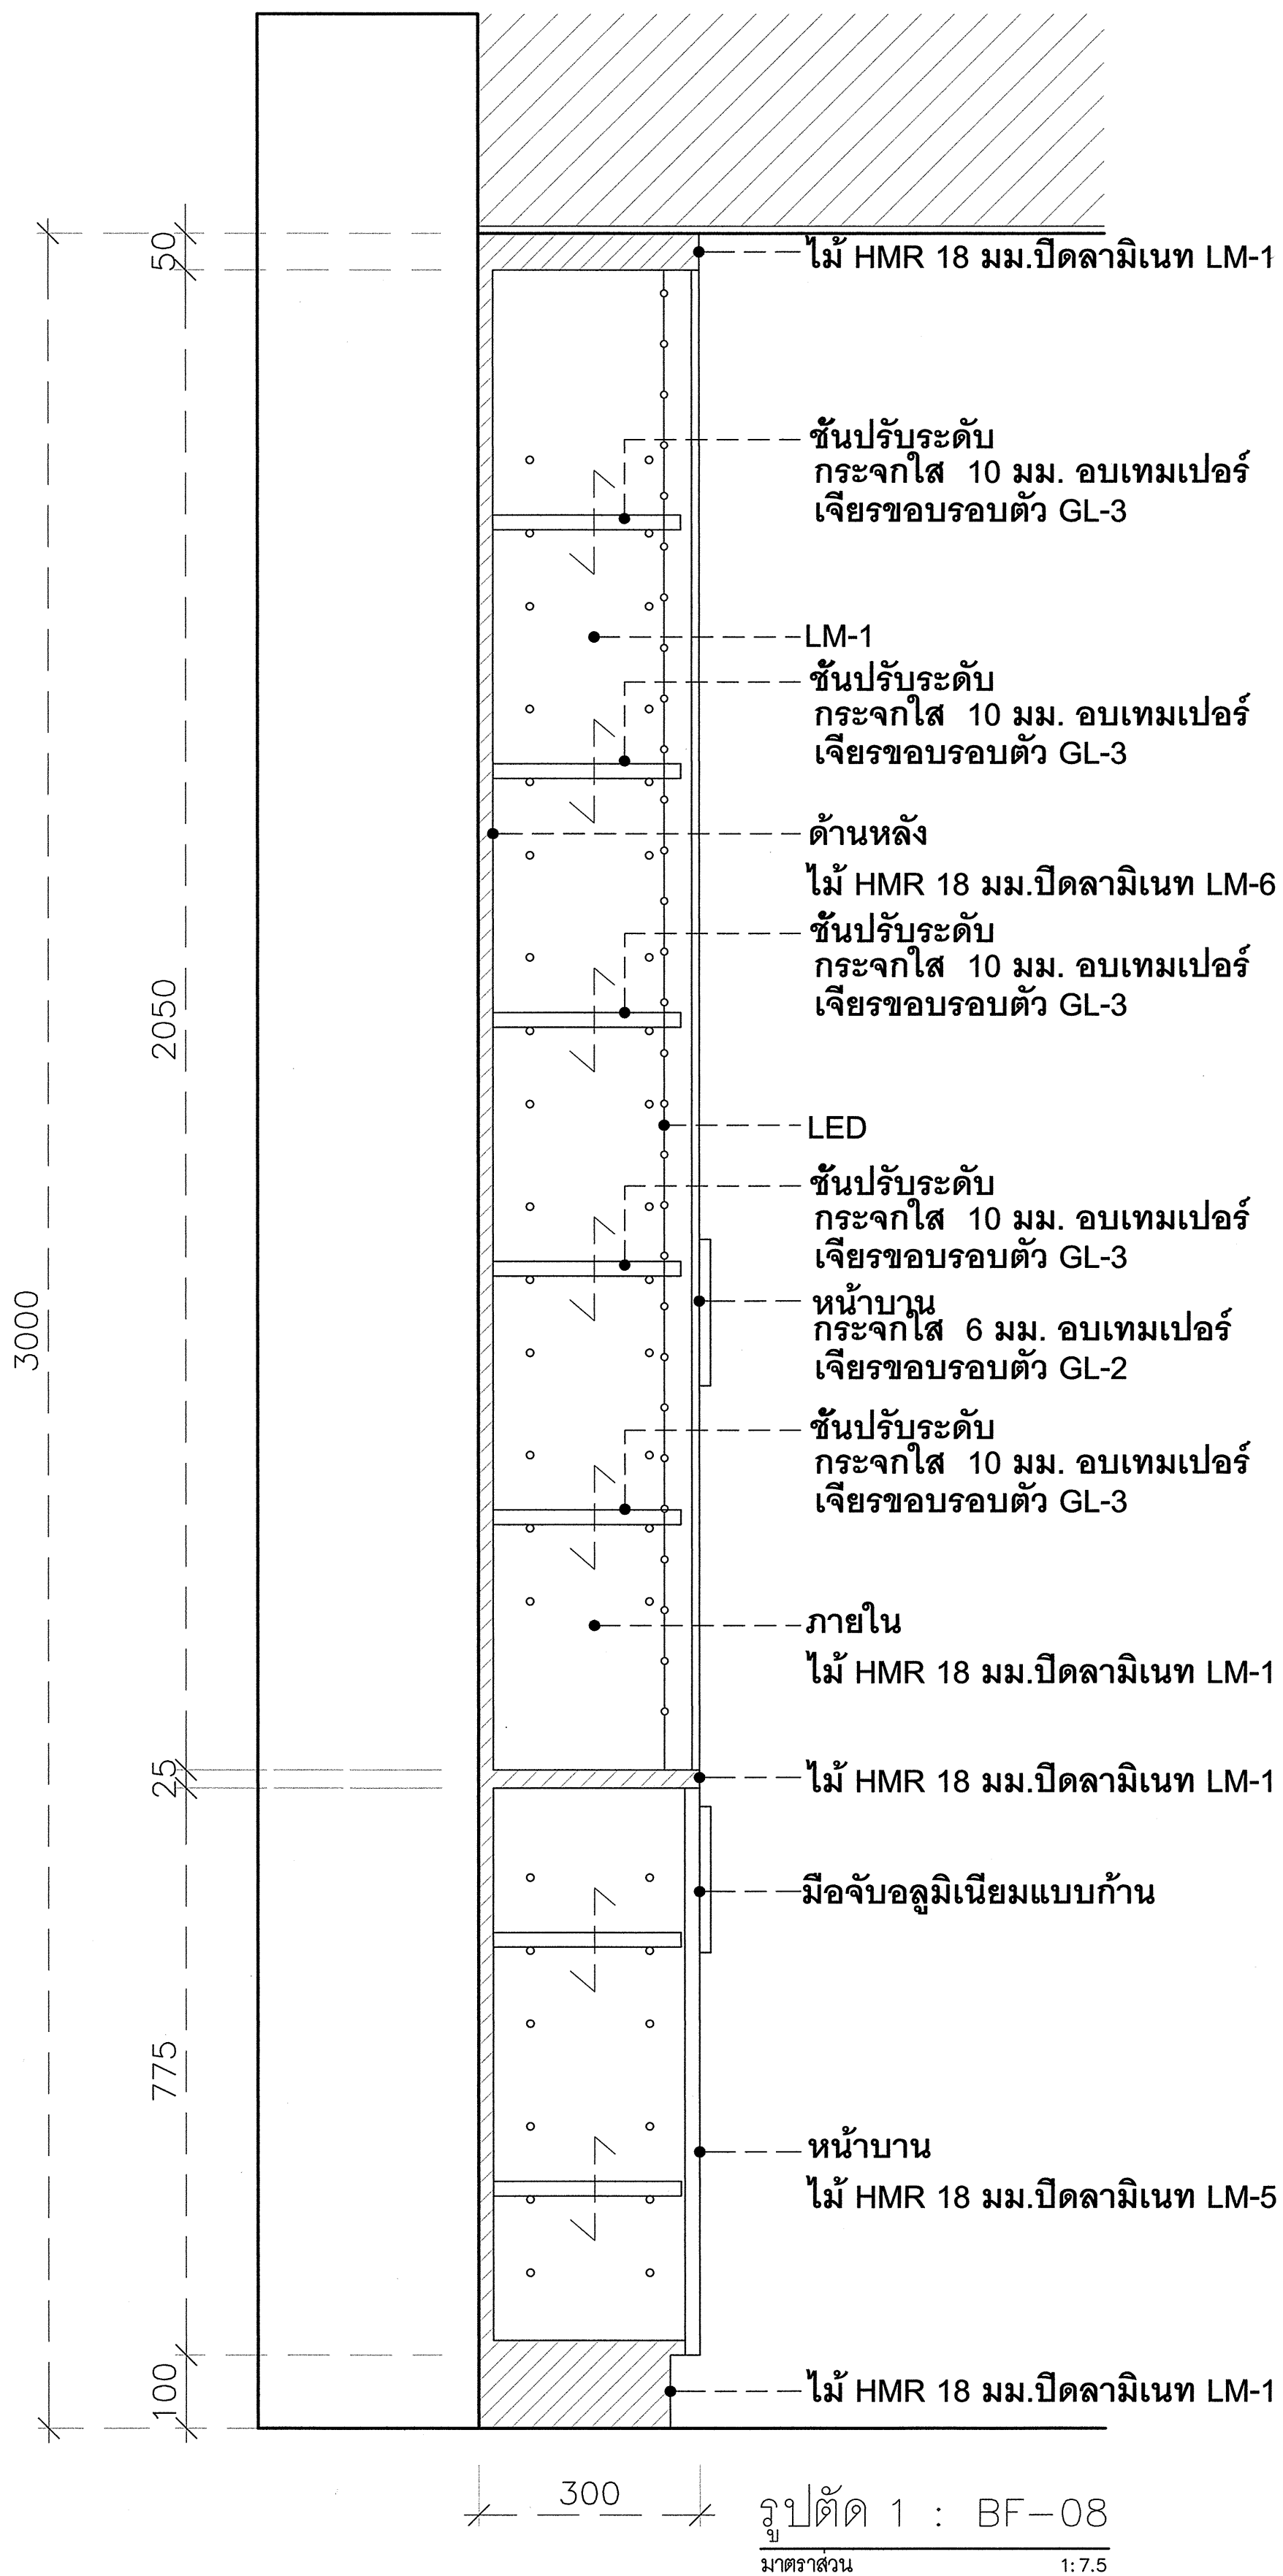 50
ไม้ HMR 18 มม.ปิดลามิเนท LM-1
ชั้นปรับระดับ
กระจกใส 10 มม. อบเทมเปอร์
เจียรขอบรอบตัว GL-3
LM-1
ชั้นปรับระดับ
กระจกใส 10 มม. อบเทมเปอร์
เจียรขอบรอบตัว GL-3
ด้านหลัง
ไม้ HMR 18 มม.ปิดลามิเนท LM-6
ชั้นปรับระดับ
กระจกใส 10 มม. อบเทมเปอร์
เจียรขอบรอบตัว GL-3
2050
LED
ชั้นปรับระดับ
กระจกใส 10 มม. อบเทมเปอร์
เจียรขอบรอบตัว GL-3
3000
หน้าบาน
กระจกใส 6 มม. อบเทมเปอร์
เจียรขอบรอบตัว GL-2
ชั้นปรับระดับ
กระจกใส 10 มม. อบเทมเปอร์
เจียรขอบรอบตัว GL-3
ภายใน
ไม้ HMR 18 มม.ปิดลามิเนท LM-1
25
ไม้ HMR 18 มม.ปิดลามิเนท LM-1
มือจับอลูมิเนียมแบบก้าน
775
หน้าบาน
ไม้ HMR 18 มม.ปิดลามิเนท LM-5
100
ไม้ HMR 18 มม.ปิดลามิเนท LM-1
300
รูปตัด 1 : BF-08
มาตราส่วน 1:7.5